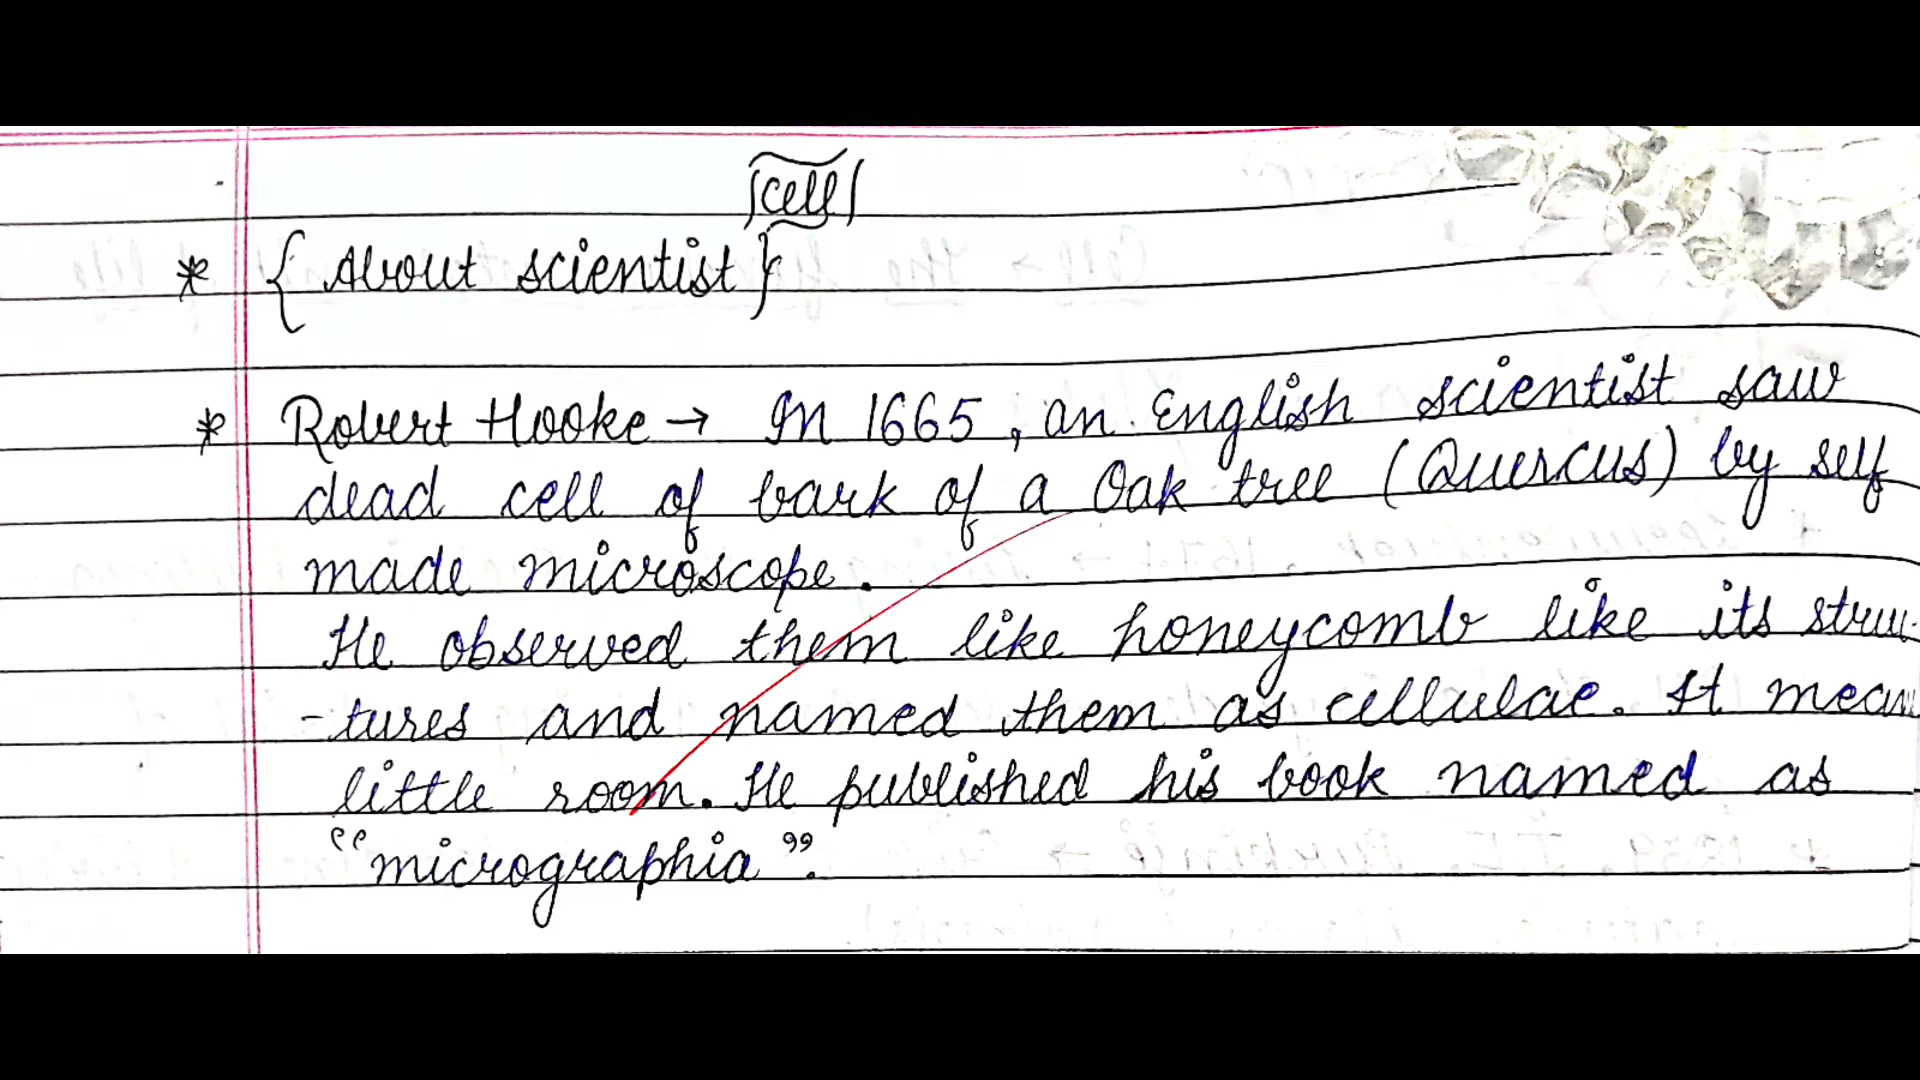 cell
* { About scientist }
* Robert Hooke → In 1665, an English scientist saw
dead cell of bark of a Oak tree (Quercus) by self
made microscope.
He observed them like honeycomb like its struc-
-tures and named them as cellulae. It means
little room. He published his book named as
"micrographia".